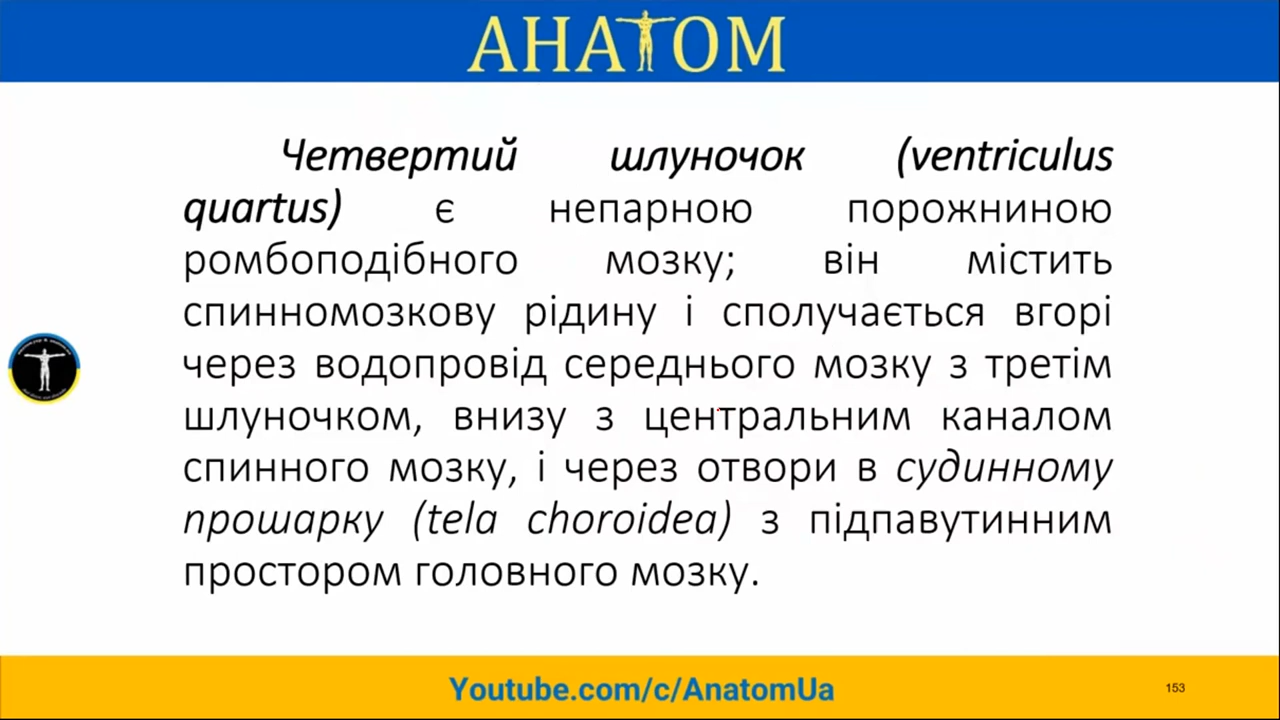 АНАТОМ
Четвертий шлуночок (ventriculus
quartus) є непарною порожниною
ромбоподібного мозку; він містить
спинномозкову рідину і сполучається вгорі
через водопровід середнього мозку з третім
шлуночком, внизу з центральним каналом
спинного мозку, і через отвори в судинному
прошарку (tela choroidea) з підпавутинним
простором головного мозку.
Youtube.com/c/AnatomUa
153